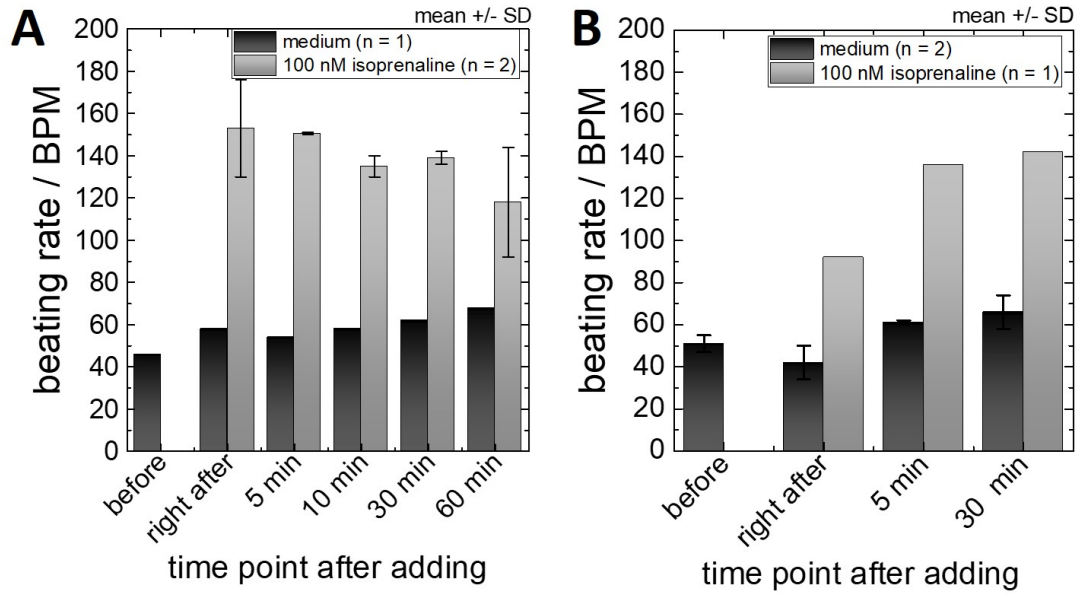 A
mean +/- SD
medium (n = 1)
100 nM isoprenaline (n = 2)
beating rate / BPM
200
180
160
140
120
100
80
60
40
20
0
before
right after
5 min
10 min
30 min
60 min
time point after adding
B
mean +/- SD
medium (n = 2)
100 nM isoprenaline (n = 1)
beating rate / BPM
200
180
160
140
120
100
80
60
40
20
0
before
right after
5 min
30 min
time point after adding